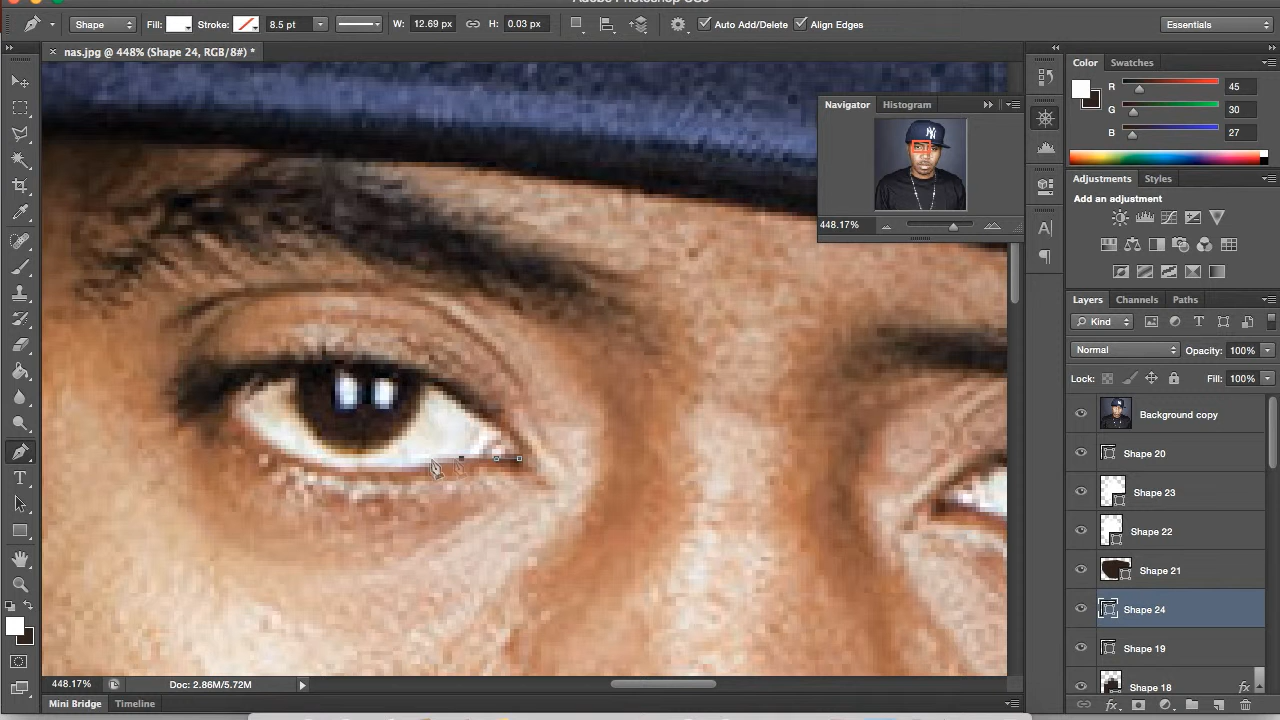 Adobe Photoshop CS6
Shape Fill: Stroke: 8.5 pt W: 12.69 px H: 0.03 px Auto Add/Delete Align Edges Essentials
× nas.jpg @ 448% (Shape 24, RGB/8#) *
Color Swatches
R 45
G 30
B 27
Navigator Histogram
NY
448.17%
Adjustments Styles
Add an adjustment
Layers Channels Paths
Kind
Normal Opacity: 100%
Lock: Fill: 100%
Background copy
Shape 20
Shape 23
Shape 22
Shape 21
Shape 24
Shape 19
Shape 18 fx
448.17% Doc: 2.86M/5.72M
Mini Bridge Timeline